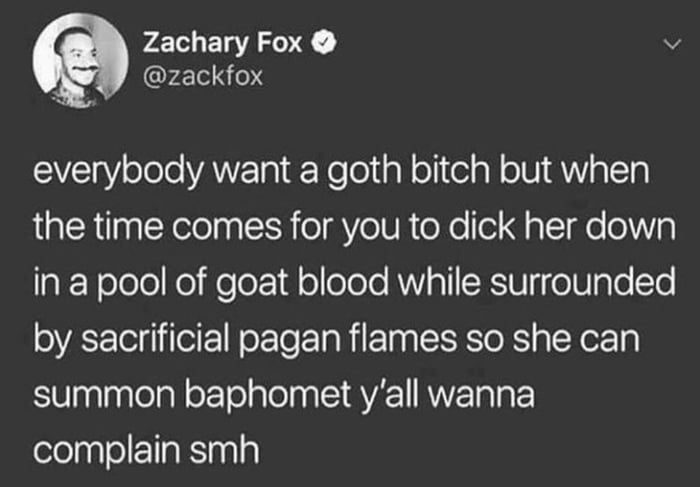 Zachary Fox
@zackfox
everybody want a goth bitch but when
the time comes for you to dick her down
in a pool of goat blood while surrounded
by sacrificial pagan flames so she can
summon baphomet y'all wanna
complain smh